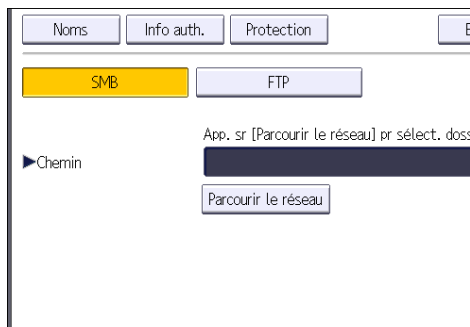 Noms Info auth. Protection
SMB FTP
App. sr [Parcourir le réseau] pr sélect. doss
▶Chemin
Parcourir le réseau